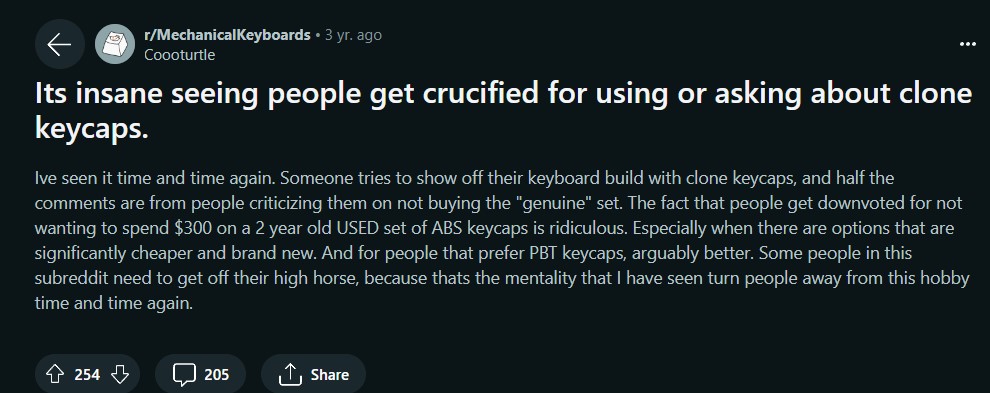 r/MechanicalKeyboards • 3 yr. ago
Coooturtle
Its insane seeing people get crucified for using or asking about clone
keycaps.
Ive seen it time and time again. Someone tries to show off their keyboard build with clone keycaps, and half the
comments are from people criticizing them on not buying the "genuine" set. The fact that people get downvoted for not
wanting to spend $300 on a 2 year old USED set of ABS keycaps is ridiculous. Especially when there are options that are
significantly cheaper and brand new. And for people that prefer PBT keycaps, arguably better. Some people in this
subreddit need to get off their high horse, because thats the mentality that I have seen turn people away from this hobby
time and time again.
254
205
Share